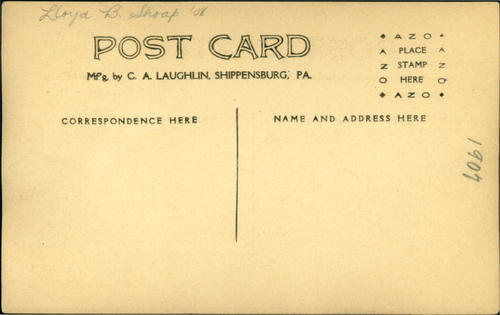 Lloyd B. Shoap '08
POST CARD
Mf'g. by C. A. LAUGHLIN, SHIPPENSBURG, PA.
AZO
A PLACE A
Z STAMP Z
O HERE O
AZO
CORRESPONDENCE HERE
NAME AND ADDRESS HERE
1907